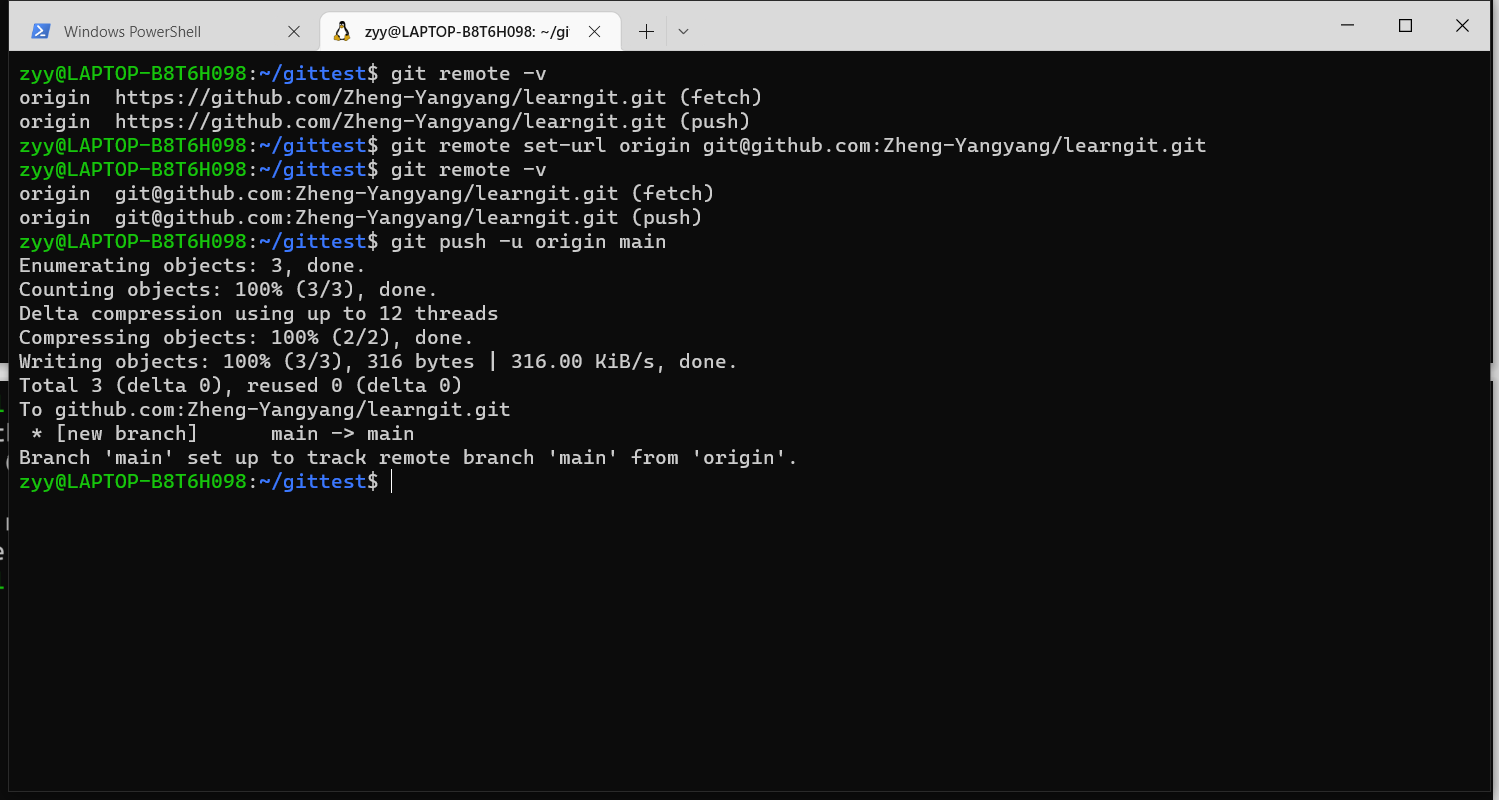 Windows PowerShell
zyy@LAPTOP-B8T6H098: ~/gi
zyy@LAPTOP-B8T6H098:~/gittest$ git remote -v
origin  https://github.com/Zheng-Yangyang/learngit.git (fetch)
origin  https://github.com/Zheng-Yangyang/learngit.git (push)
zyy@LAPTOP-B8T6H098:~/gittest$ git remote set-url origin git@github.com:Zheng-Yangyang/learngit.git
zyy@LAPTOP-B8T6H098:~/gittest$ git remote -v
origin  git@github.com:Zheng-Yangyang/learngit.git (fetch)
origin  git@github.com:Zheng-Yangyang/learngit.git (push)
zyy@LAPTOP-B8T6H098:~/gittest$ git push -u origin main
Enumerating objects: 3, done.
Counting objects: 100% (3/3), done.
Delta compression using up to 12 threads
Compressing objects: 100% (2/2), done.
Writing objects: 100% (3/3), 316 bytes | 316.00 KiB/s, done.
Total 3 (delta 0), reused 0 (delta 0)
To github.com:Zheng-Yangyang/learngit.git
 * [new branch]      main -> main
Branch 'main' set up to track remote branch 'main' from 'origin'.
zyy@LAPTOP-B8T6H098:~/gittest$